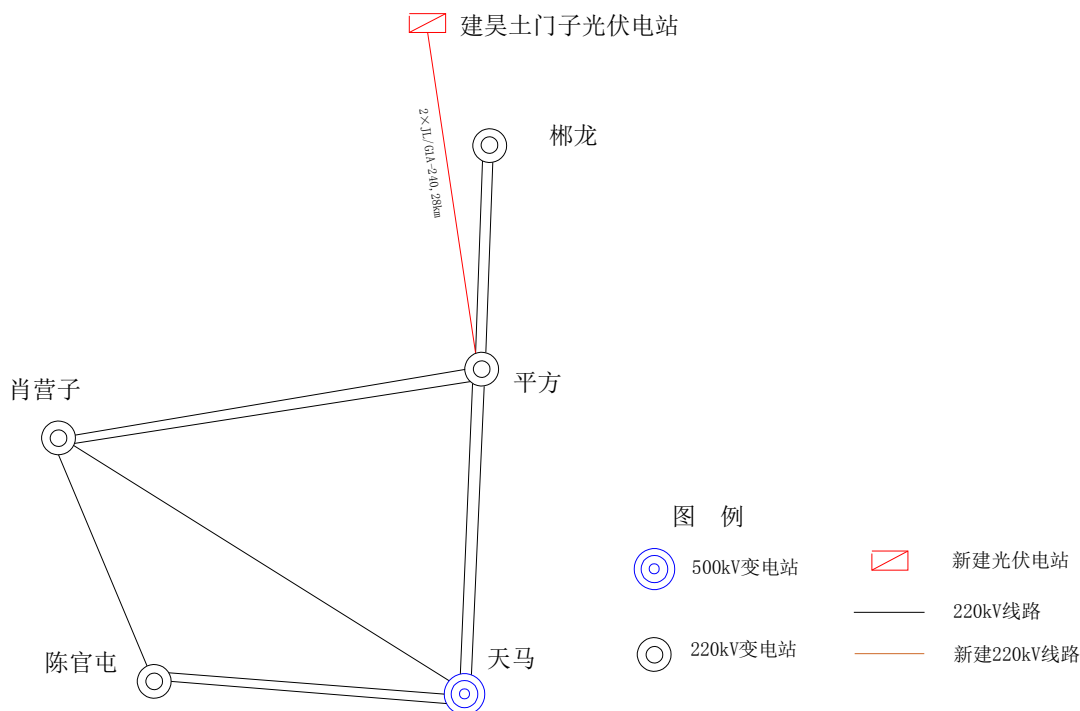 建昊土门子光伏电站
2×JL/G1A-240,28km
郴龙
平方
肖营子
陈官屯
天马
图 例
500kV变电站
新建光伏电站
220kV线路
220kV变电站
新建220kV线路